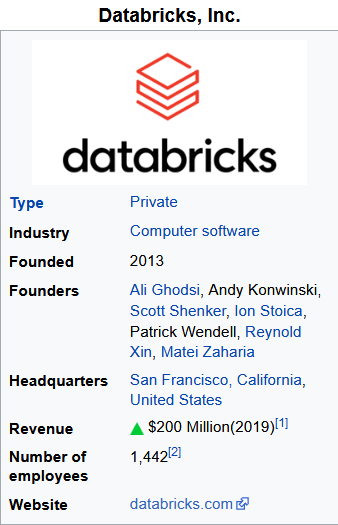 Databricks, Inc.
databricks
Type Private
Industry Computer software
Founded 2013
Founders Ali Ghodsi, Andy Konwinski,
Scott Shenker, Ion Stoica,
Patrick Wendell, Reynold
Xin, Matei Zaharia
Headquarters San Francisco, California,
United States
Revenue $200 Million(2019)[1]
Number of employees 1,442[2]
Website databricks.com